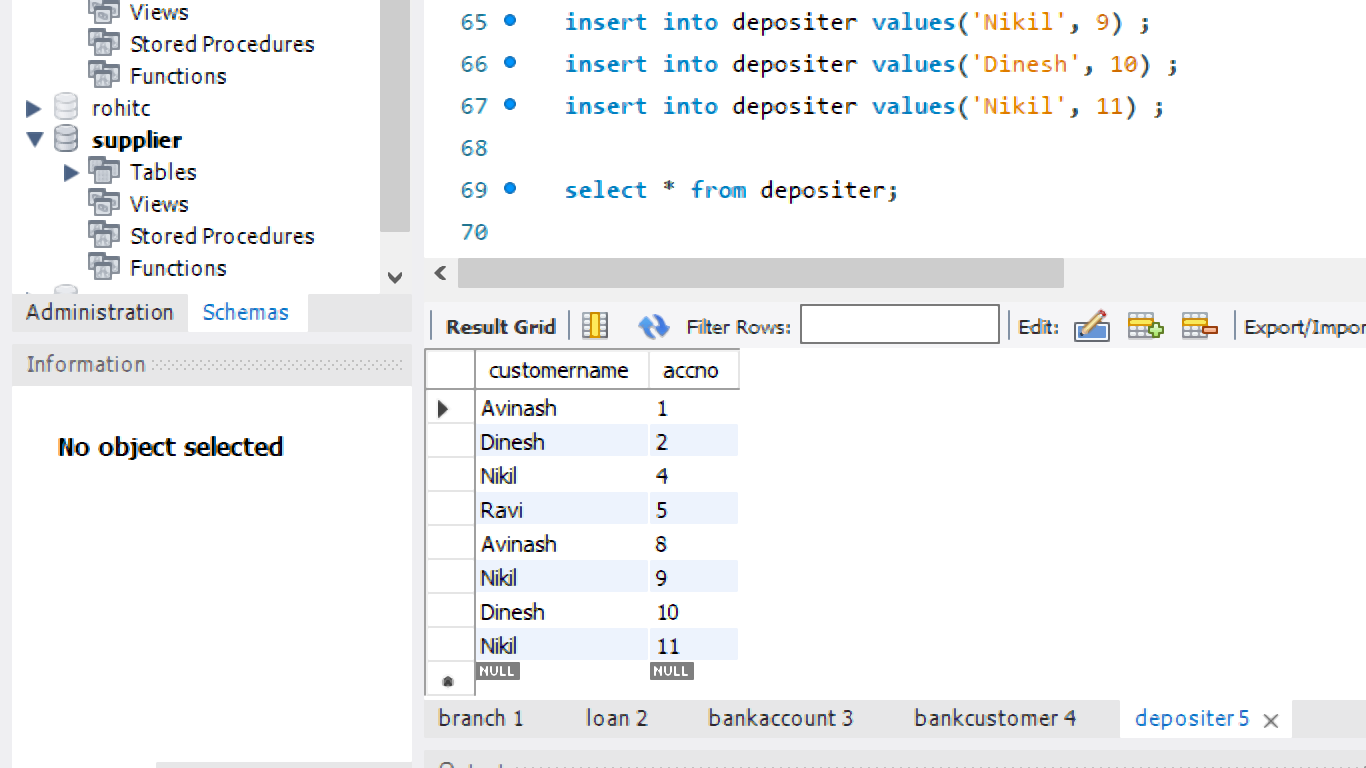 Views
Stored Procedures
Functions
rohitc
supplier
Tables
Views
Stored Procedures
Functions
Administration Schemas
Information
No object selected
65 insert into depositer values('Nikil', 9) ;
66 insert into depositer values('Dinesh', 10) ;
67 insert into depositer values('Nikil', 11) ;
68
69 select * from depositer;
70
Result Grid Filter Rows: Edit: Export/Impor
customername accno
Avinash 1
Dinesh 2
Nikil 4
Ravi 5
Avinash 8
Nikil 9
Dinesh 10
Nikil 11
NULL NULL
branch 1 loan 2 bankaccount 3 bankcustomer 4 depositer 5